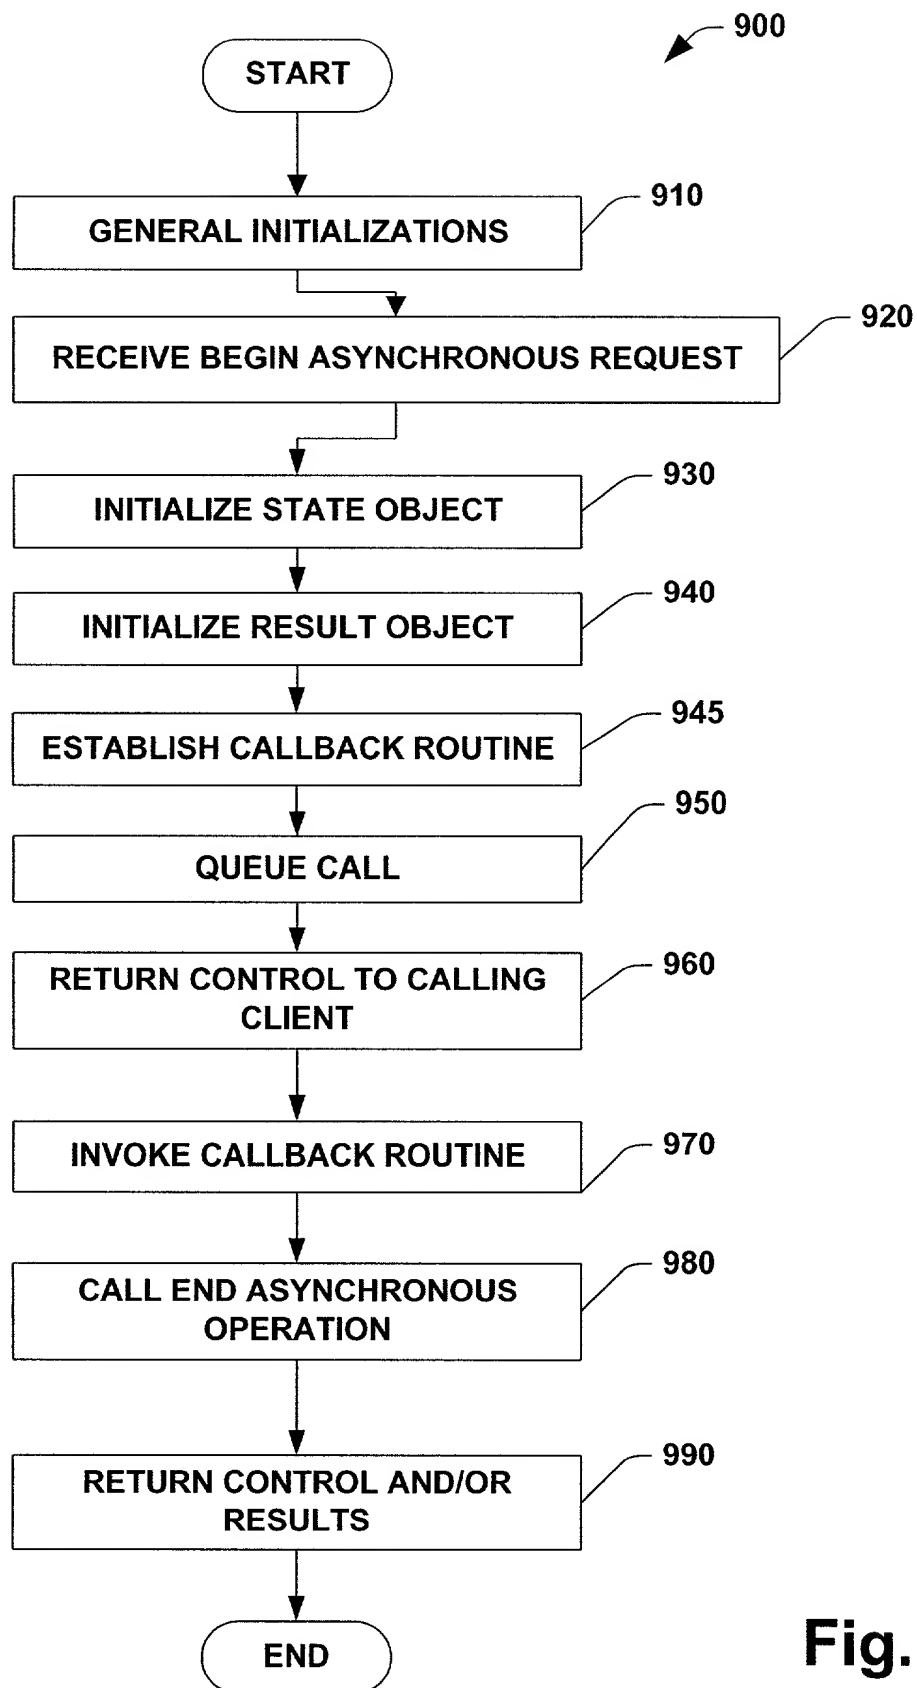 900
START
910
GENERAL INITIALIZATIONS
920
RECEIVE BEGIN ASYNCHRONOUS REQUEST
930
INITIALIZE STATE OBJECT
940
INITIALIZE RESULT OBJECT
945
ESTABLISH CALLBACK ROUTINE
950
QUEUE CALL
960
RETURN CONTROL TO CALLING
CLIENT
970
INVOKE CALLBACK ROUTINE
980
CALL END ASYNCHRONOUS
OPERATION
990
RETURN CONTROL AND/OR
RESULTS
END
Fig.